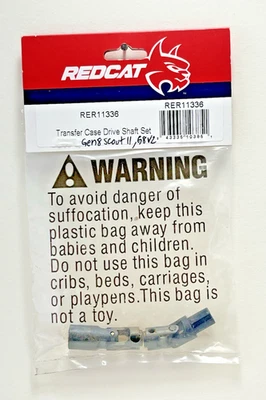 REDCAT
RER11336
RER11336
Transfer Case Drive Shaft Set
Gen8 Scout II, 68v2
WARNING
To avoid danger of
suffocation, keep this
plastic bag away from
babies and children.
Do not use this bag in
cribs, beds, carriages,
or playpens.This bag is
not a toy.